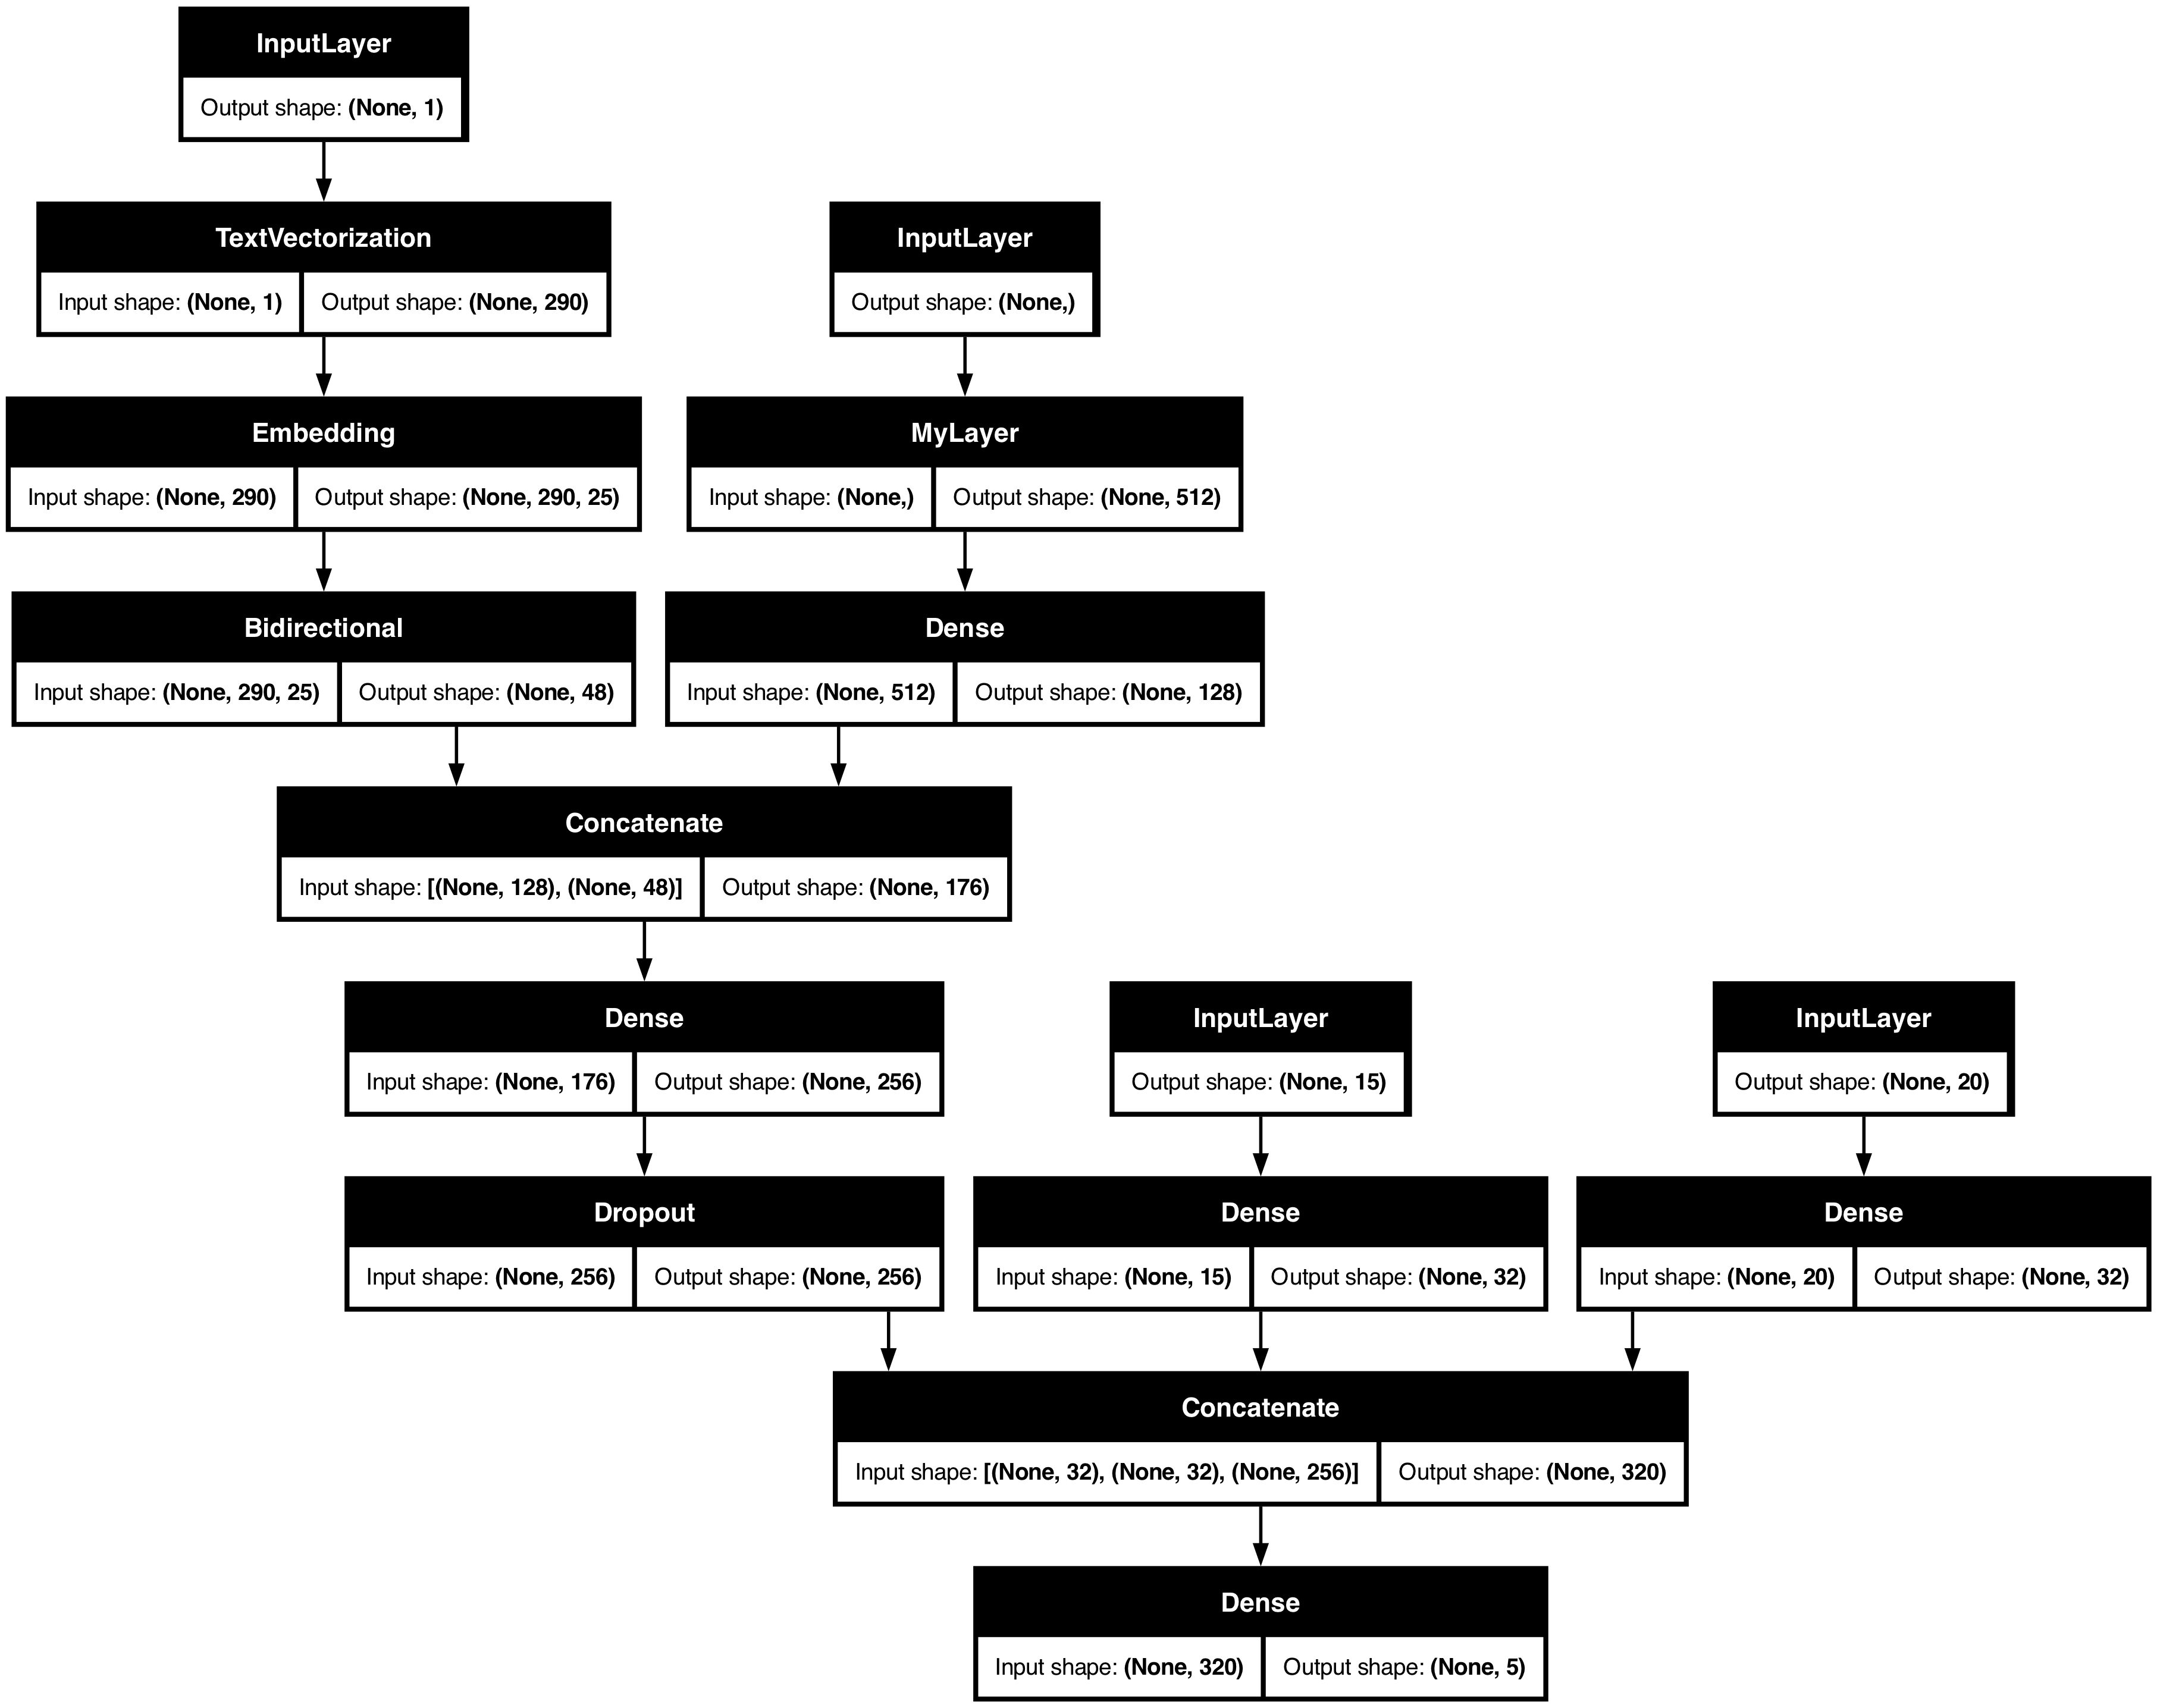 InputLayer
Output shape: (None, 1)
TextVectorization
Input shape: (None, 1)
Output shape: (None, 290)
InputLayer
Output shape: (None,)
Embedding
Input shape: (None, 290)
Output shape: (None, 290, 25)
MyLayer
Input shape: (None,)
Output shape: (None, 512)
Bidirectional
Input shape: (None, 290, 25)
Output shape: (None, 48)
Dense
Input shape: (None, 512)
Output shape: (None, 128)
Concatenate
Input shape: [(None, 128), (None, 48)]
Output shape: (None, 176)
Dense
Input shape: (None, 176)
Output shape: (None, 256)
InputLayer
Output shape: (None, 15)
InputLayer
Output shape: (None, 20)
Dropout
Input shape: (None, 256)
Output shape: (None, 256)
Dense
Input shape: (None, 15)
Output shape: (None, 32)
Dense
Input shape: (None, 20)
Output shape: (None, 32)
Concatenate
Input shape: [(None, 32), (None, 32), (None, 256)]
Output shape: (None, 320)
Dense
Input shape: (None, 320)
Output shape: (None, 5)